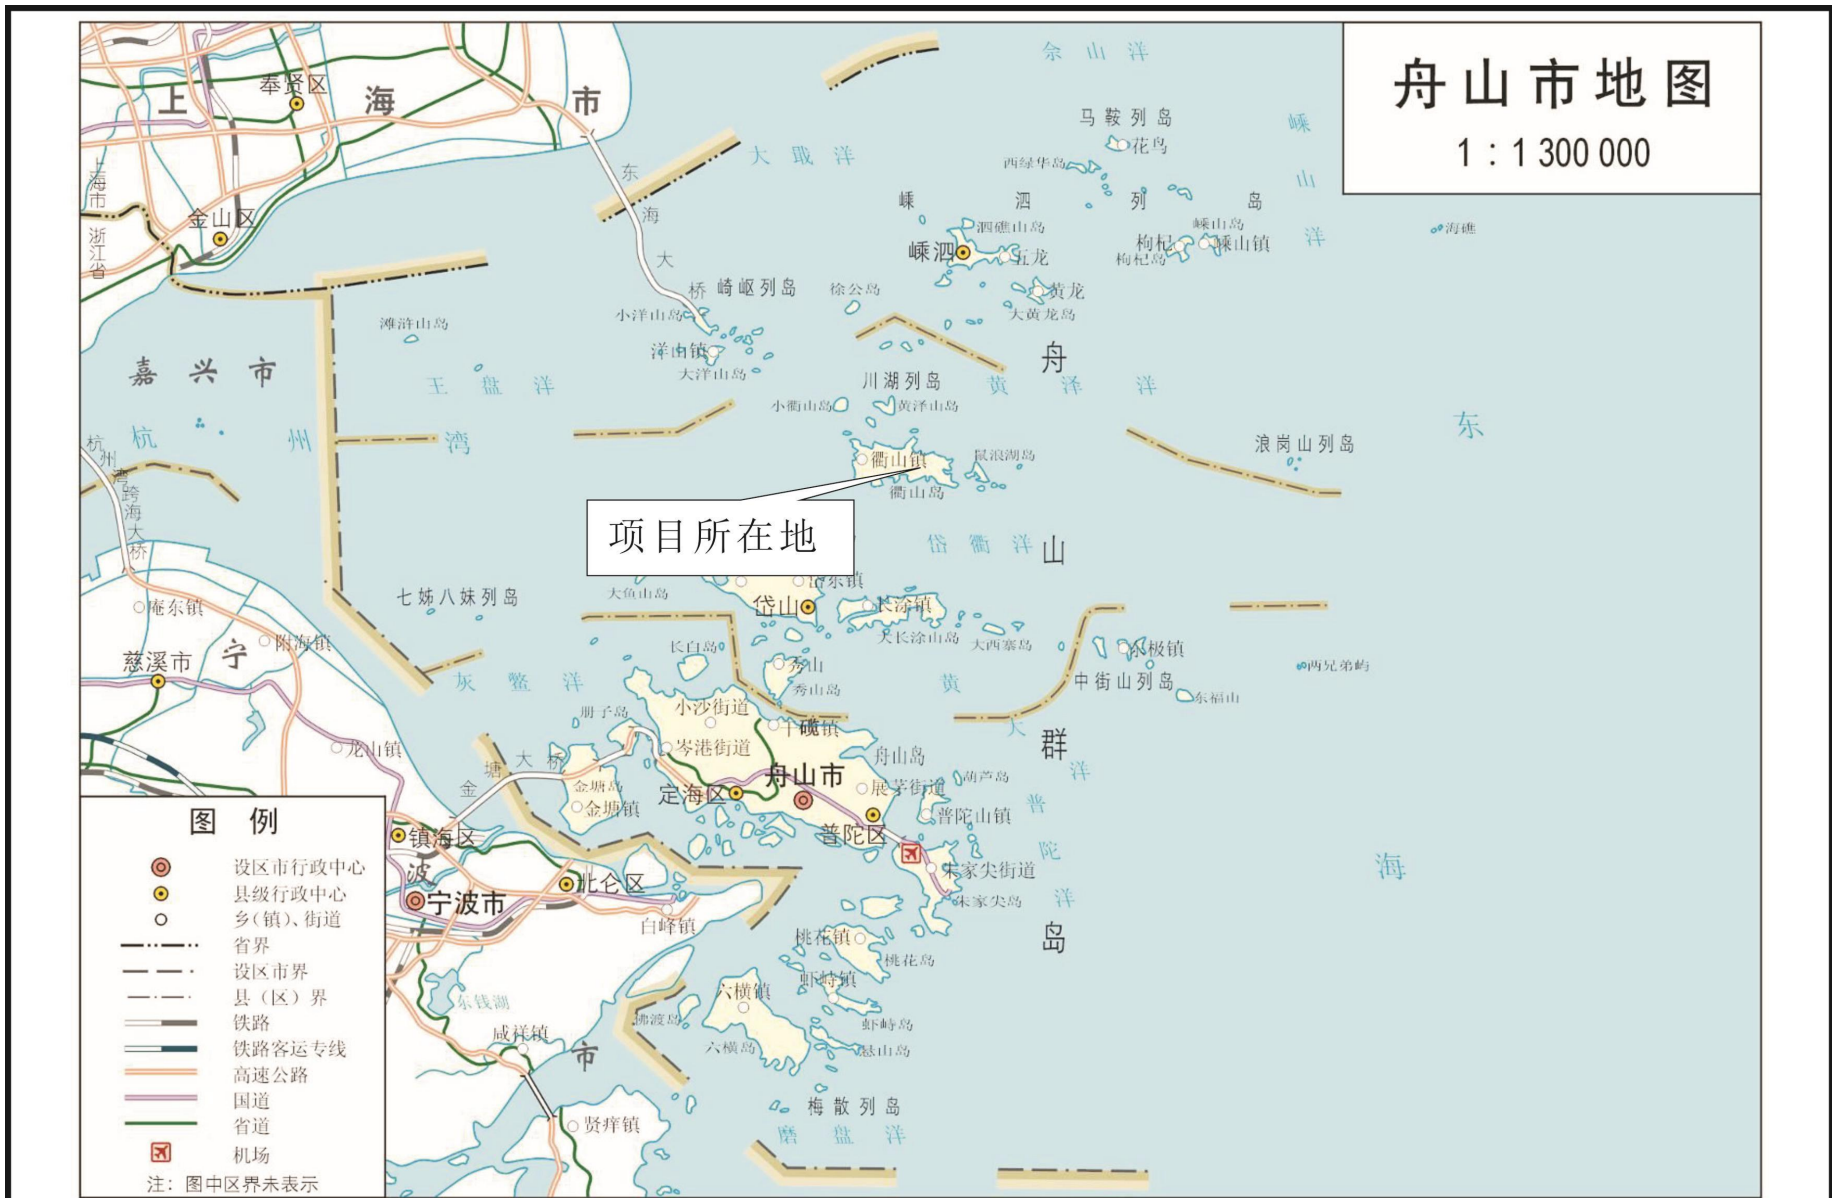 舟山市地图
1：1 300 000
佘山洋
马鞍列岛
花鸟
西绿华岛
嵊山洋
嵊泗列岛
大戢洋
上海市
奉贤区
金山区
上海市
浙江省
东海大桥
泗礁山岛
嵊泗
五龙
枸杞
枸杞岛
嵊山岛
嵊山镇
海礁
黄龙
大黄龙岛
崎岖列岛
徐公岛
小洋山岛
洋山镇
大洋山岛
滩浒山岛
嘉兴市
王盘洋
杭州湾
杭州湾跨海大桥
川湖列岛
黄泽洋
小衢山岛
黄泽山岛
衢山镇
衢山岛
鼠浪湖岛
浪岗山列岛
东海
舟山群岛
项目所在地
岱衢洋
岱东镇
岱山
长涂镇
大长涂山岛
大西寨岛
大鱼山岛
七姊八妹列岛
长白岛
秀山
秀山岛
东极镇
中街山列岛
东福山
两兄弟屿
黄大洋
灰鳖洋
庵东镇
附海镇
慈溪市
龙山镇
宁波市
册子岛
小沙街道
岑港街道
干𬒗镇
舟山岛
舟山市
定海区
展茅街道
普陀区
葫芦岛
普陀山镇
普陀洋
朱家尖街道
朱家尖岛
金塘大桥
金塘岛
金塘镇
镇海区
宁波市
北仑区
白峰镇
桃花镇
桃花岛
虾峙镇
虾峙岛
六横镇
六横岛
佛渡岛
悬山岛
东钱湖
咸祥镇
贤庠镇
梅散列岛
磨盘洋
图例
设区市行政中心
县级行政中心
乡(镇)、街道
省界
设区市界
县（区）界
铁路
铁路客运专线
高速公路
国道
省道
机场
注：图中区界未表示